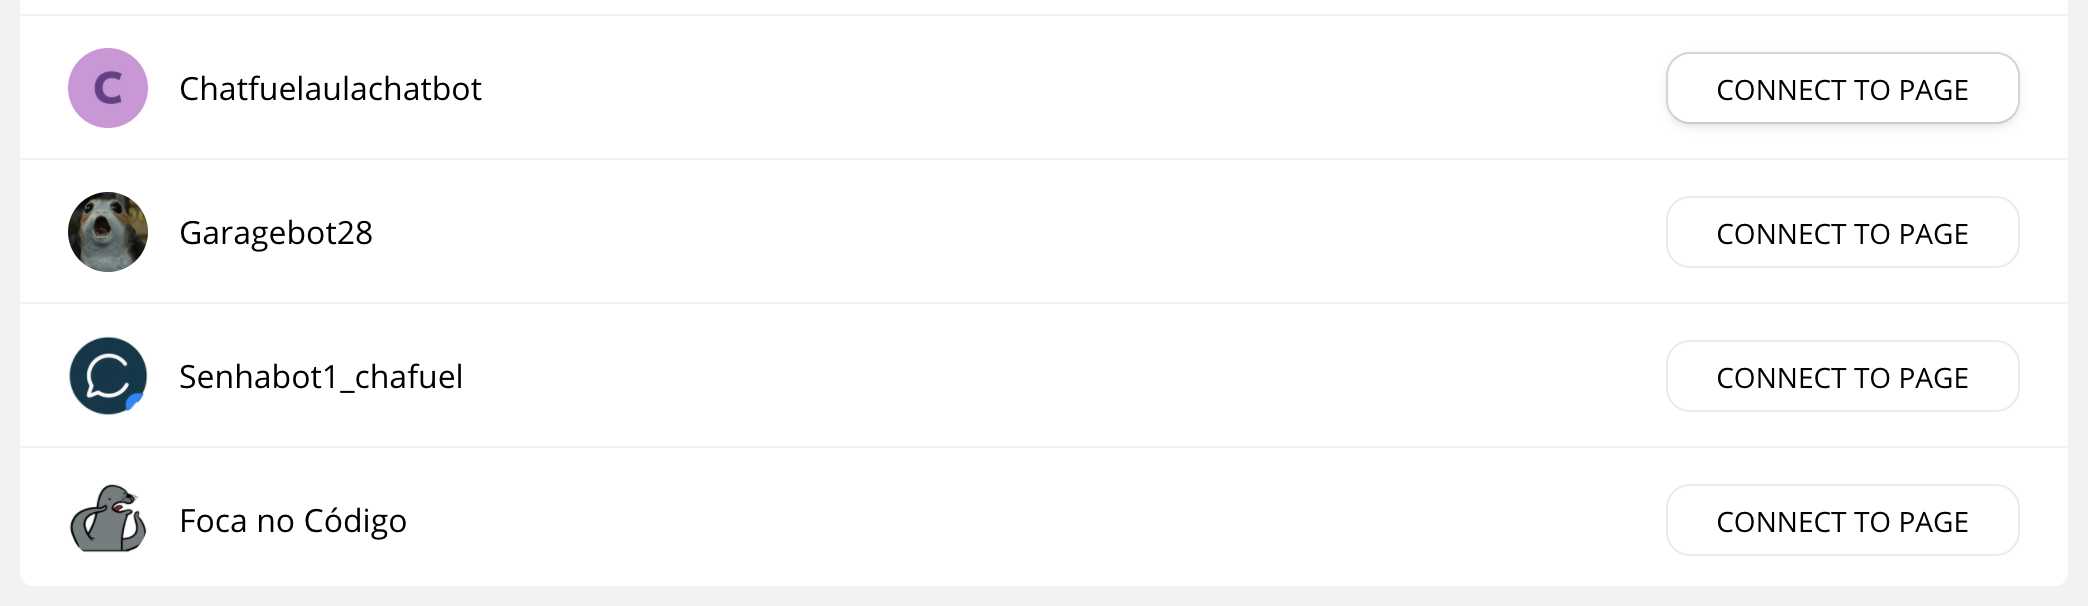 C
Chatfuelaulachatbot
CONNECT TO PAGE
Garagebot28
CONNECT TO PAGE
Senhabot1_chafuel
CONNECT TO PAGE
Foca no Código
CONNECT TO PAGE